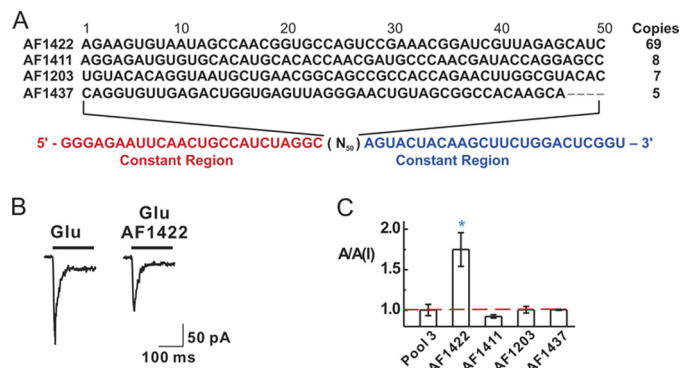 A
1 10 20 30 40 50 Copies
AF1422 AGAAGUGUAAUAGCCAACGGUGCCAGUCCGAAACGGAUCGUUAGAGCAUC 69
AF1411 AGGAGAUGUGUGCACAUGCACACCAACGAUGCCCAACGAUACCAGGAGCC 8
AF1203 UGUACACAGGUAAUGCUGAACGGCAGCCGCCACCAGAACUUGGCGUACAC 7
AF1437 CAGGUGUUGAGACUGGUGAGUUAGGGAACUGUAGCGGCCACAAGCA---- 5
5' - GGGAGAAUUCAACUGCCAUCUAGGC (N50) AGUACUACAAGCUUCUGGACUCGGU – 3'
Constant Region Constant Region
B
Glu
Glu
AF1422
50 pA
100 ms
C
A/A(I)
2.0
1.5
1.0
*
Pool 3 AF1422 AF1411 AF1203 AF1437